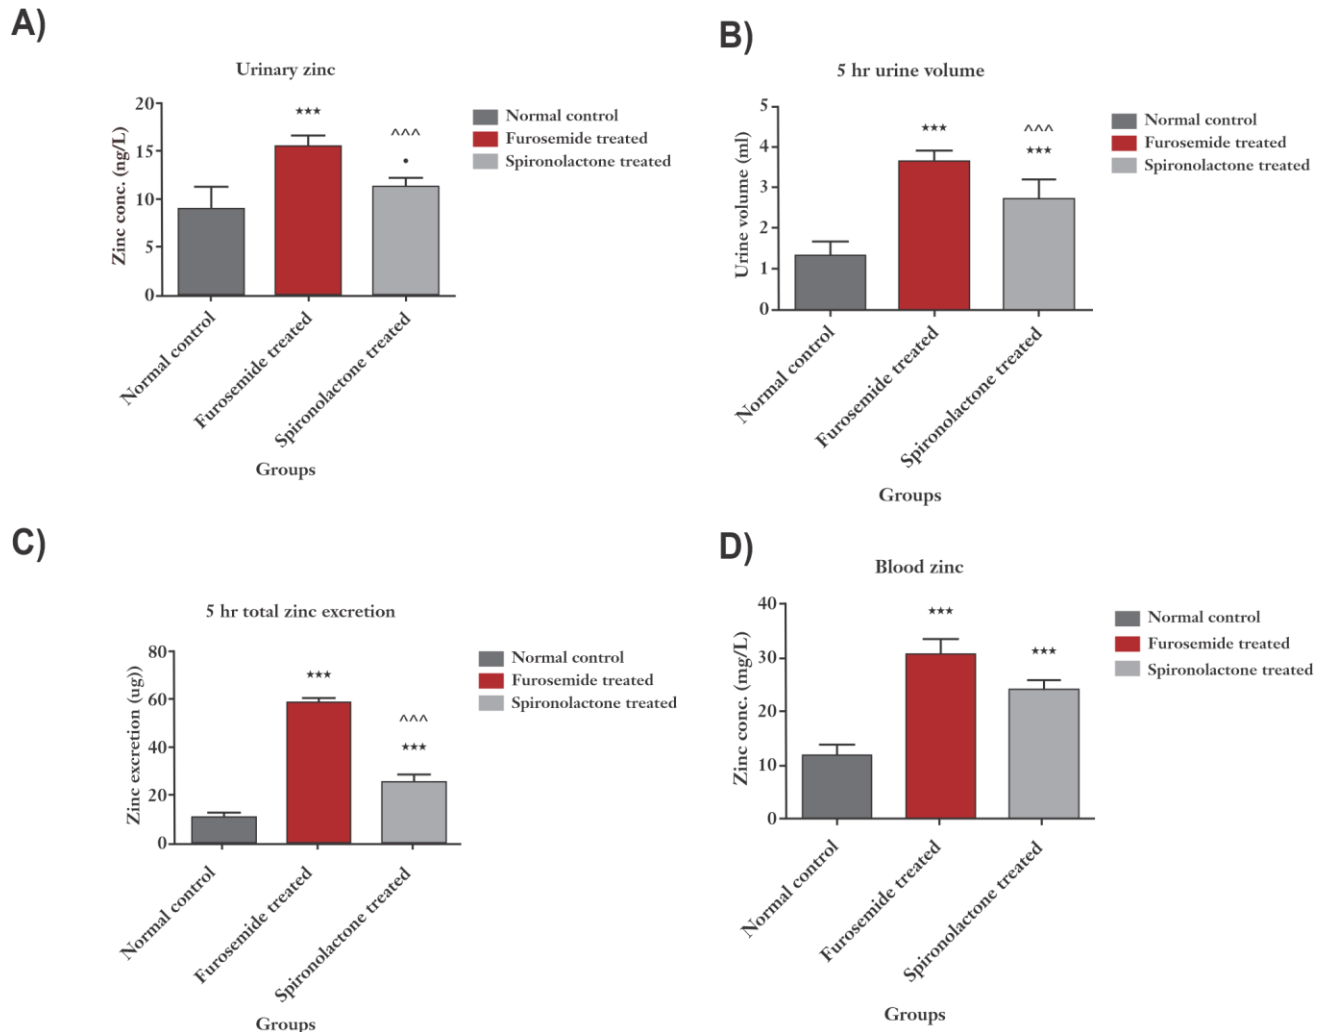 A)
Urinary zinc
Zinc conc. (ng/L)
20
15
10
5
0
★★★
^^^
•
Normal control
Furosemide treated
Spironolactone treated
Normal control
Furosemide treated
Spironolactone treated
Groups
B)
5 hr urine volume
Urine volume (ml)
5
4
3
2
1
0
★★★
^^^
★★★
Normal control
Furosemide treated
Spironolactone treated
Normal control
Furosemide treated
Spironolactone treated
Groups
C)
5 hr total zinc excretion
Zinc excretion (ug))
80
60
40
20
0
★★★
^^^
★★★
Normal control
Furosemide treated
Spironolactone treated
Normal control
Furosemide treated
Spironolactone treated
Groups
D)
Blood zinc
Zinc conc. (mg/L)
40
30
20
10
0
★★★
★★★
Normal control
Furosemide treated
Spironolactone treated
Normal control
Furosemide treated
Spironolactone treated
Groups